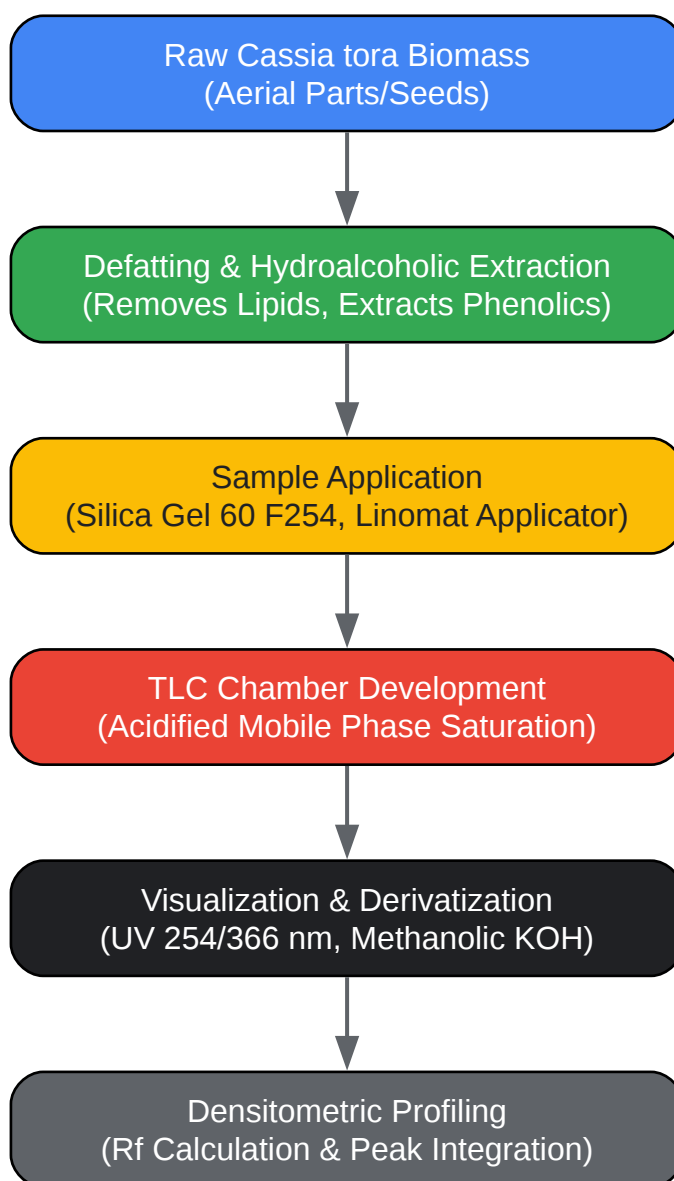 Raw Cassia tora Biomass
(Aerial Parts/Seeds)
Defatting & Hydroalcoholic Extraction
(Removes Lipids, Extracts Phenolics)
Sample Application
(Silica Gel 60 F254, Linomat Applicator)
TLC Chamber Development
(Acidified Mobile Phase Saturation)
Visualization & Derivatization
(UV 254/366 nm, Methanolic KOH)
Densitometric Profiling
(Rf Calculation & Peak Integration)